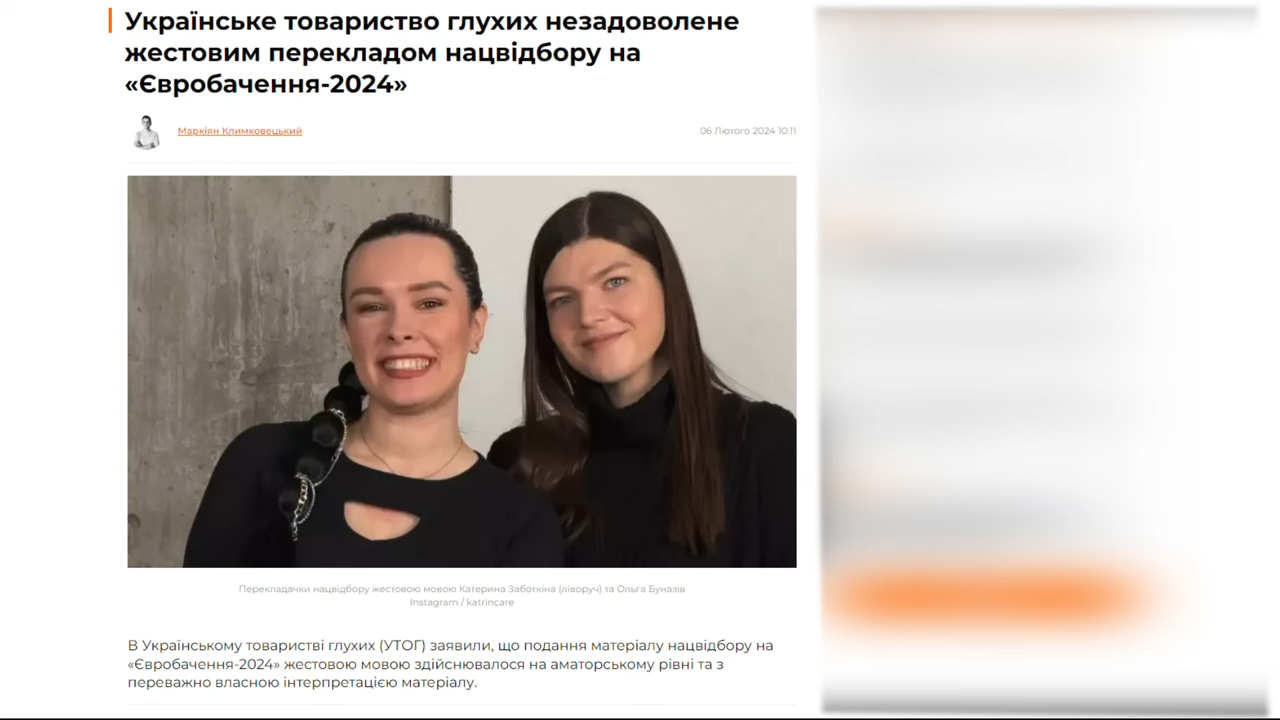 Українське товариство глухих незадоволене
жестовим перекладом нацвідбору на
«Євробачення-2024»
Маркіян Климковецький
06 Лютого 2024 10:11
Перекладачки нацвідбору жестовою мовою Катерина Заботкіна (ліворуч) та Ольга Буназів
Instagram / katrincare
В Українському товаристві глухих (УТОГ) заявили, що подання матеріалу нацвідбору на
«Євробачення-2024» жестовою мовою здійснювалося на аматорському рівні та з
переважно власною інтерпретацією матеріалу.